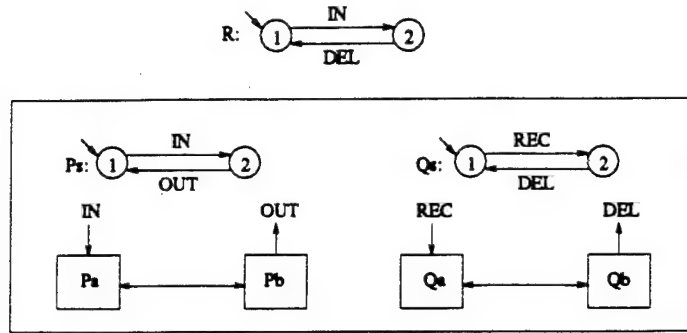 IN
R: 1 2
DEL
IN REC
Ps: 1 2 Qs: 1 2
OUT DEL
IN OUT REC DEL
Pa Pb Qa Qb